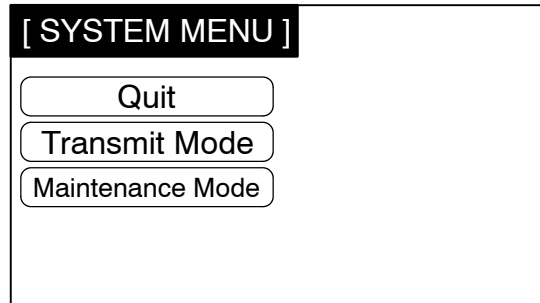 [ SYSTEM MENU ]
Quit
Transmit Mode
Maintenance Mode